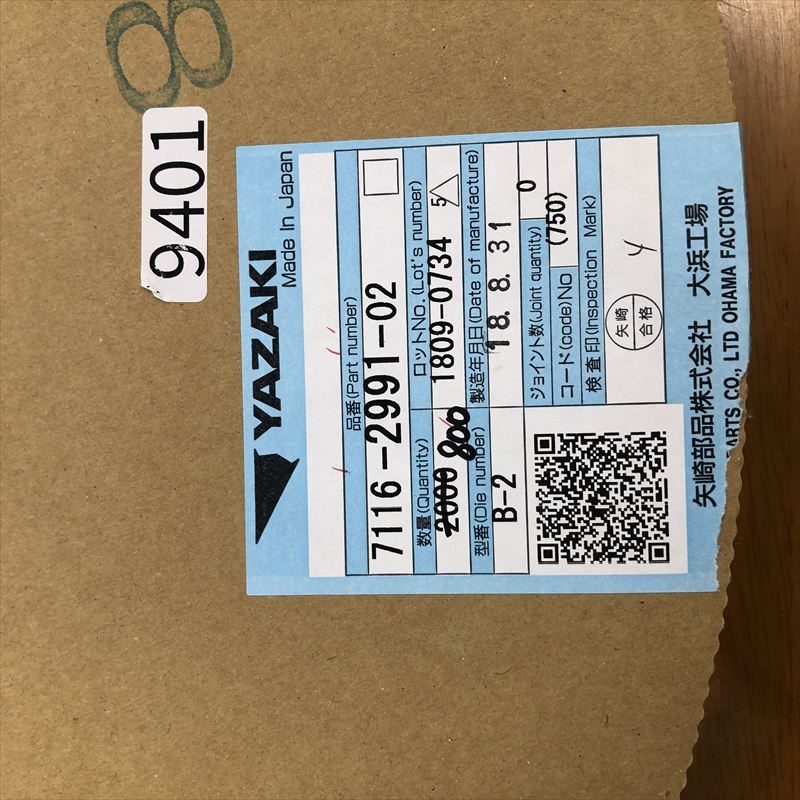 8
9401
YAZAKI
Made In Japan
品番(Part number)
7116-2991-02
数量(Quantity) ロットNo.(Lot's number)
2000 800 1809-0734 5
型番(Die number) 製造年月日(Date of manufacture)
B-2 18. 8. 31
ジョイント数(Joint quantity) 0
コード(code)No (750)
検査印(Inspection Mark)
矢崎
合格
矢崎部品株式会社 大浜工場
PARTS CO., LTD OHAMA FACTORY